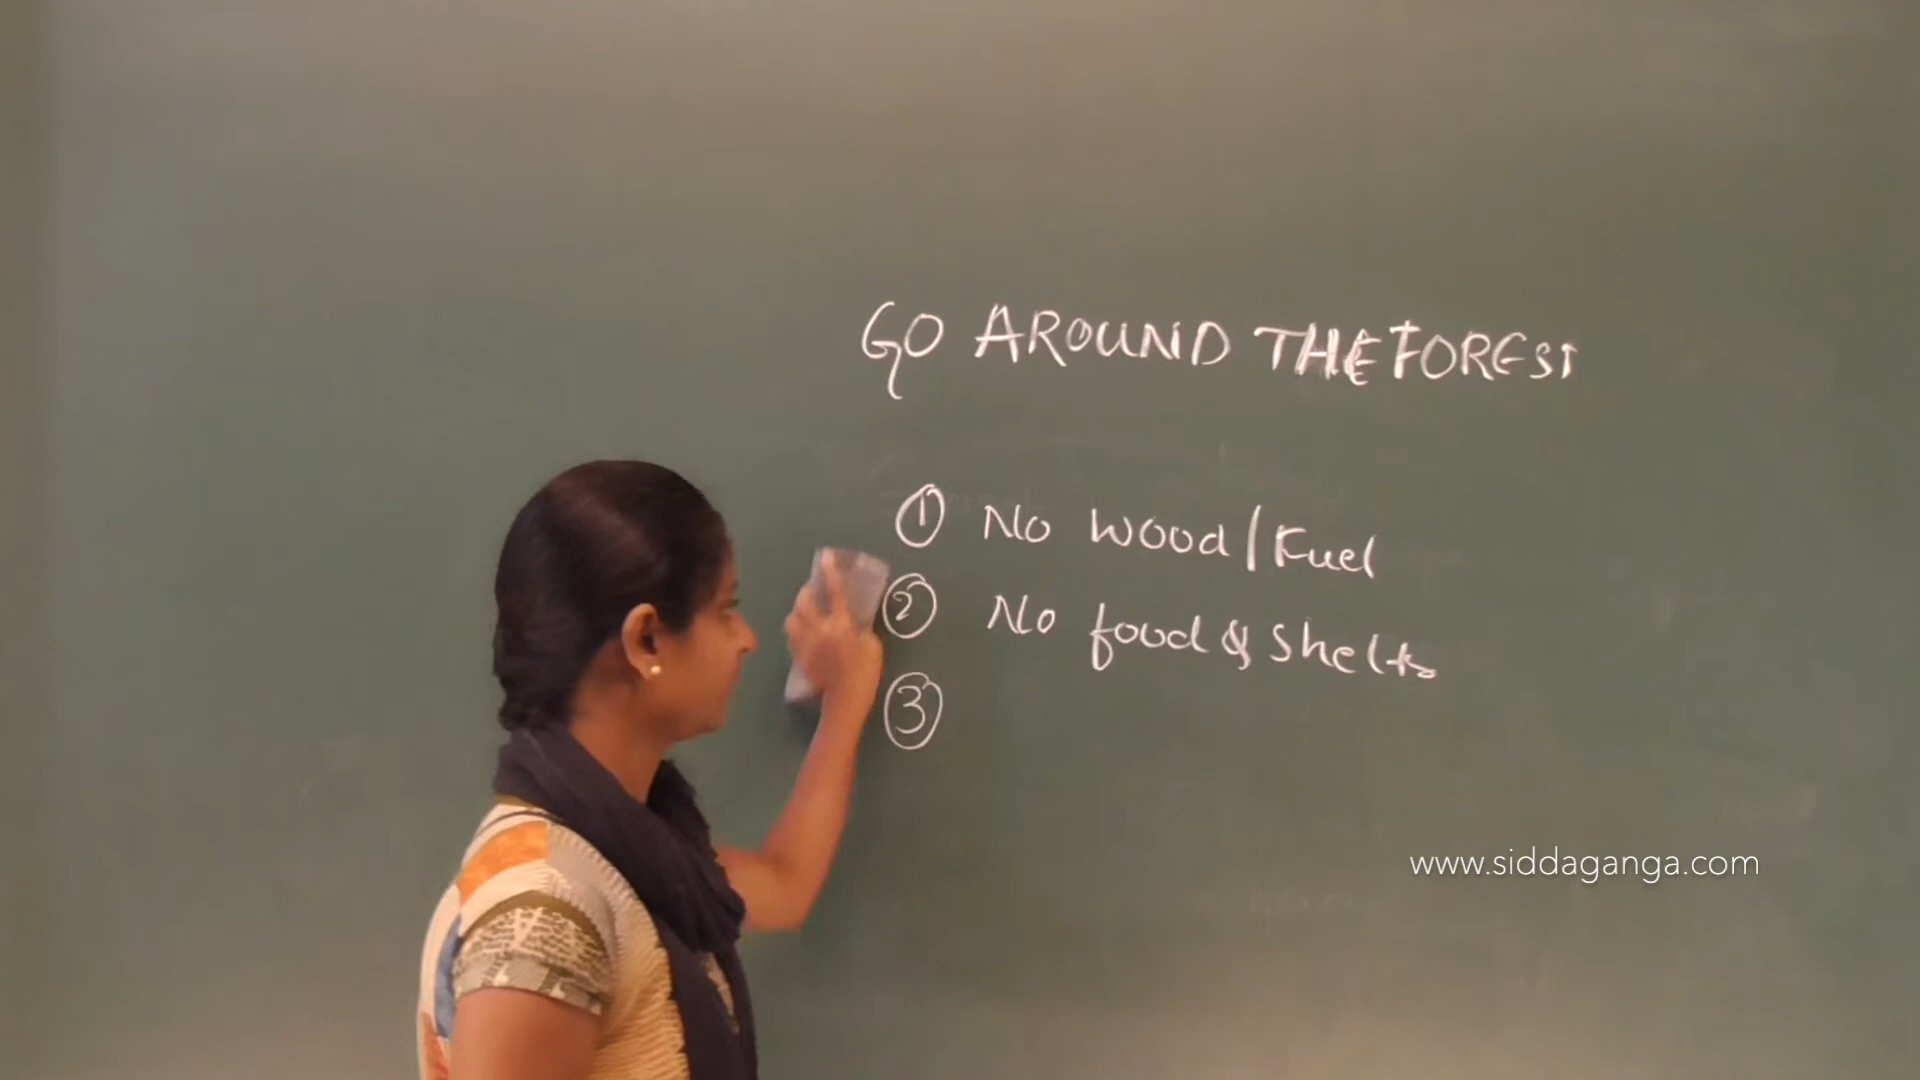 GO AROUND THE FOREST
① No wood/Fuel
② No food & Shelts
③
www.siddaganga.com